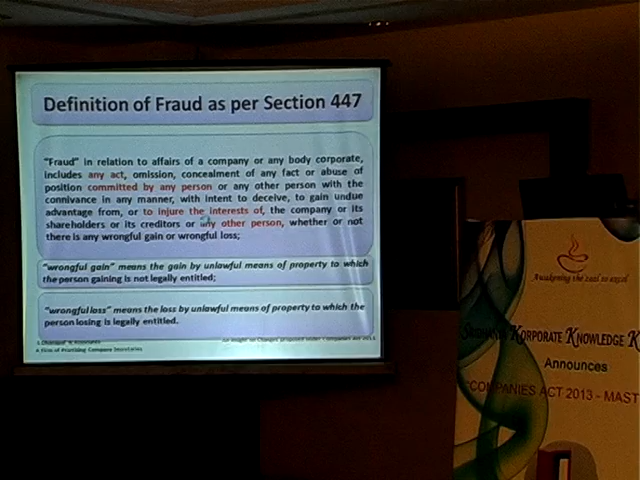 Definition of Fraud as per Section 447
"Fraud" in relation to affairs of a company or any body corporate,
includes any act, omission, concealment of any fact or abuse of
position committed by any person or any other person with the
connivance in any manner, with intent to deceive, to gain undue
advantage from, or to injure the interests of, the company or its
shareholders or its creditors or any other person, whether or not
there is any wrongful gain or wrongful loss;
"wrongful gain" means the gain by unlawful means of property to which
the person gaining is not legally entitled;
"wrongful loss" means the loss by unlawful means of property to which the
person losing is legally entitled.
A Firm of Practising Company Secretaries
Awakening the zeal to excel
KORPORATE KNOWLEDGE K
Announces
"COMPANIES ACT 2013 - MAST